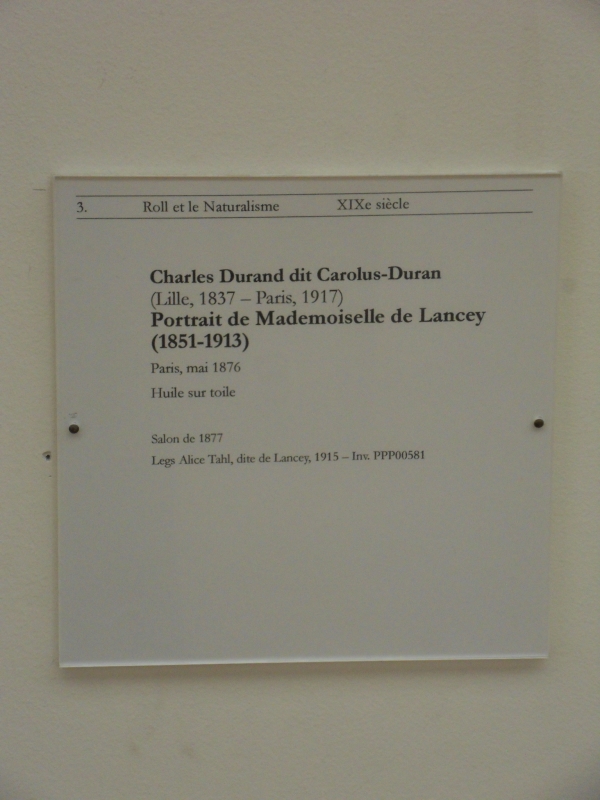 3. Roll et le Naturalisme XIXe siècle
Charles Durand dit Carolus-Duran
(Lille, 1837 – Paris, 1917)
Portrait de Mademoiselle de Lancey
(1851-1913)
Paris, mai 1876
Huile sur toile
Salon de 1877
Legs Alice Tahl, dite de Lancey, 1915 – Inv. PPP00581